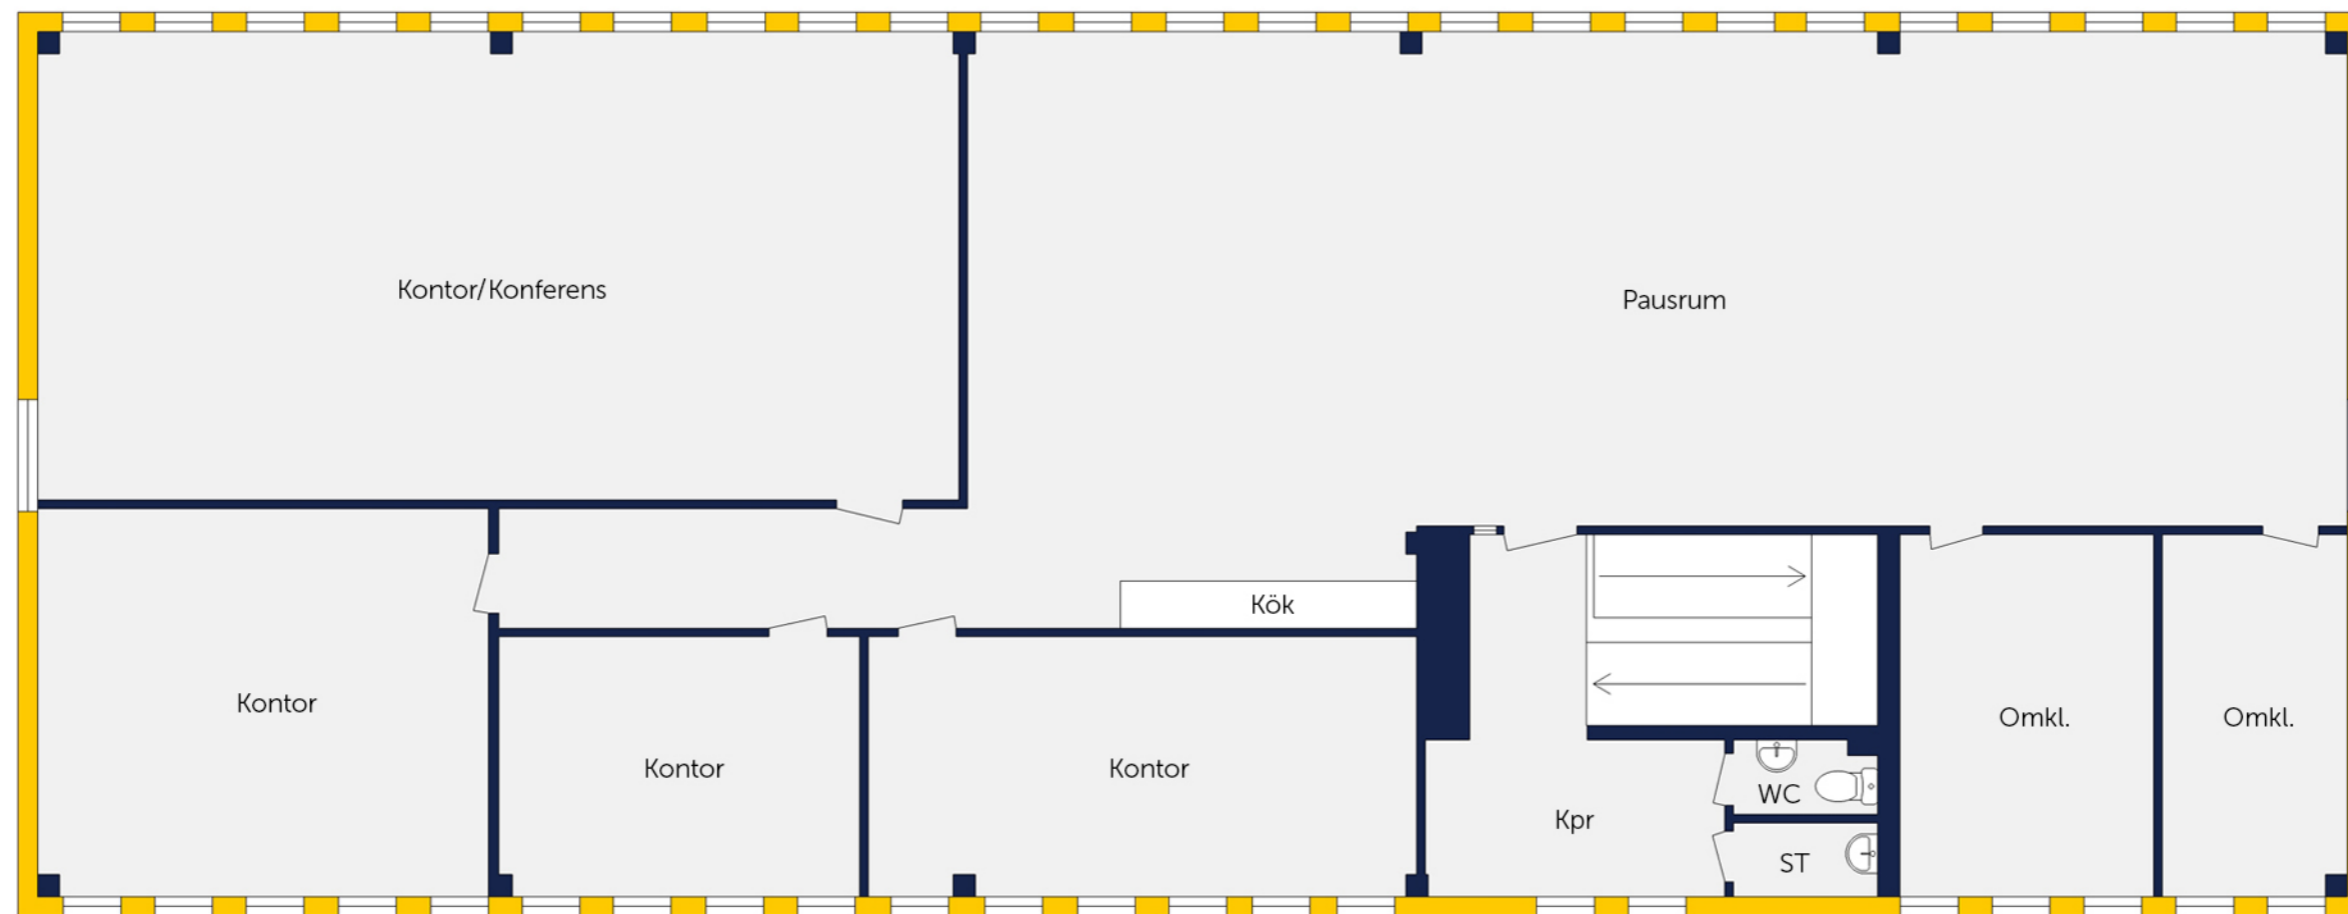 Kontor/Konferens
Pausrum
Kök
Kontor
Kontor
Kontor
Kpr
WC
ST
Omkl.
Omkl.